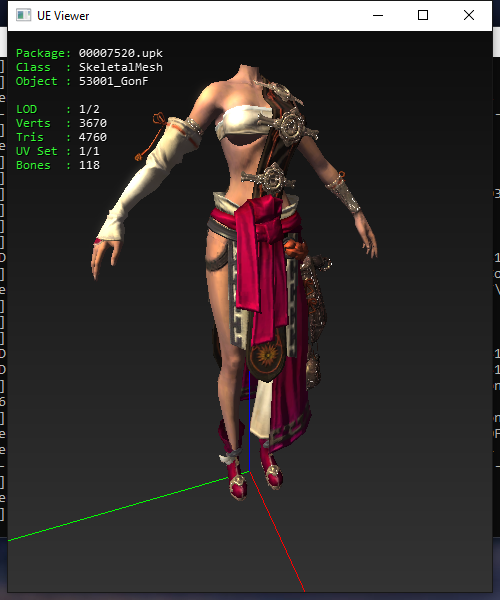 UE Viewer
Package: 00007520.upk
Class  : SkeletalMesh
Object : 53001_GonF
LOD    : 1/2
Verts  : 3670
Tris   : 4760
UV Set : 1/1
Bones  : 118